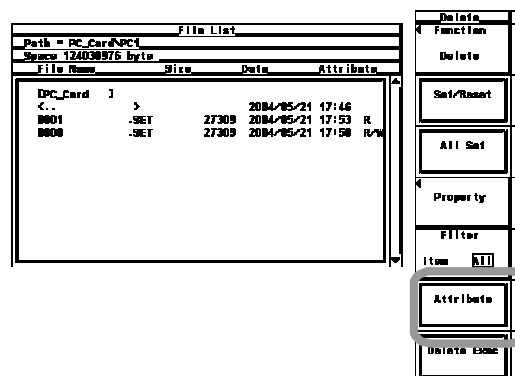 File List
Path = PC_Card\PC1
Space 124030976 byte
File Name Size Date Attribute
[PC_Card ]
<.. > 2004/05/21 17:46
0001 .SET 27309 2004/05/21 17:53 R
0000 .SET 27309 2004/05/21 17:50 R/W
Delete
Function
Delete
Set/Reset
All Set
Property
Filter
Item All
Attribute
Delete Exec